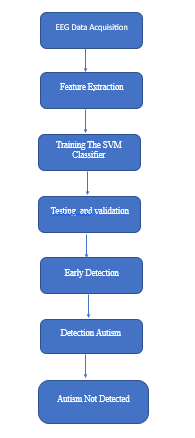 EEG Data Acquisition
Feature Extraction
Training The SVM
Classifier
Testing and validation
Early Detection
Detection Autism
Autism Not Detected